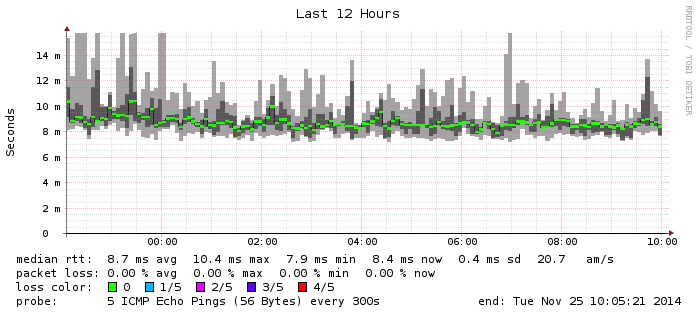 Last 12 Hours
RRDTOOL / TOBI OETIKER
Seconds
14 m
12 m
10 m
8 m
6 m
4 m
2 m
0
00:00 02:00 04:00 06:00 08:00 10:00
median rtt: 8.7 ms avg 10.4 ms max 7.9 ms min 8.4 ms now 0.4 ms sd 20.7 am/s
packet loss: 0.00 % avg 0.00 % max 0.00 % min 0.00 % now
loss color: 0 1/5 2/5 3/5 4/5
probe: 5 ICMP Echo Pings (56 Bytes) every 300s end: Tue Nov 25 10:05:21 2014